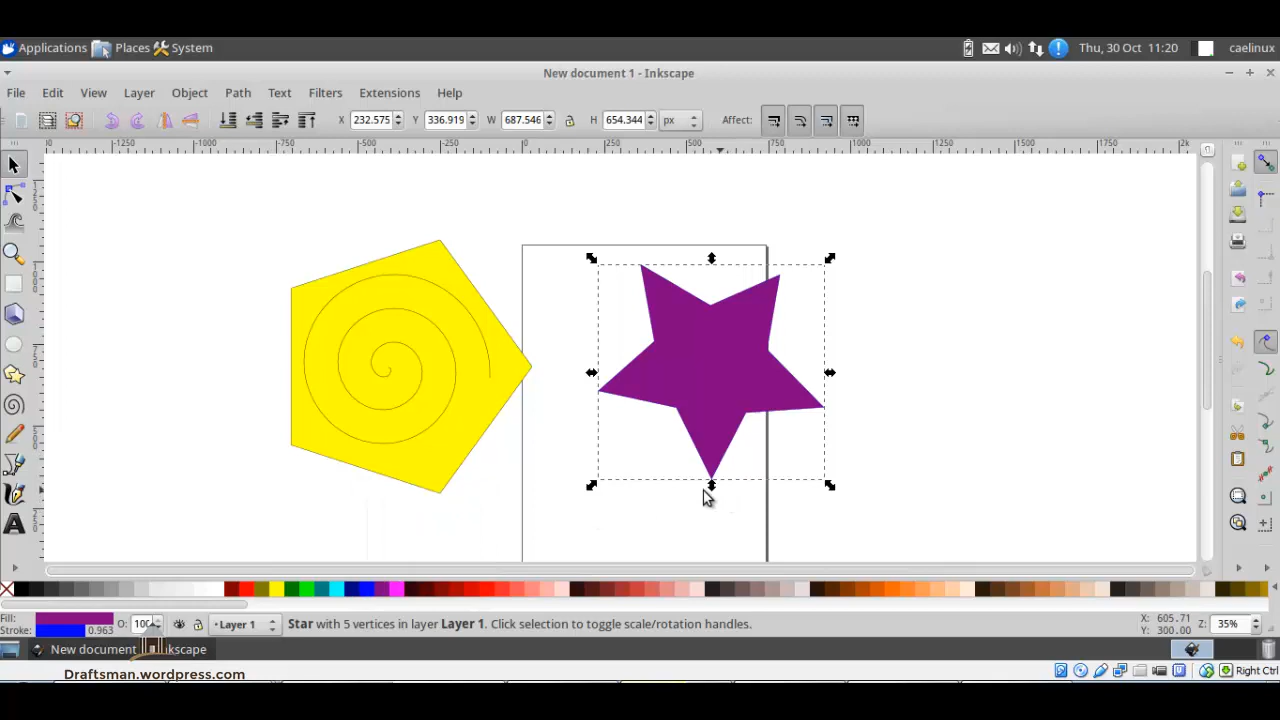 Applications Places System Thu, 30 Oct 11:20 caelinux
New document 1 - Inkscape
File Edit View Layer Object Path Text Filters Extensions Help
X 232.575 Y 336.919 W 687.546 H 654.344 px Affect:
-1250 -1000 -750 -500 -250 0 250 500 750 1000 1250 1500 1750 2k
Fill: O: 100 Layer 1 Star with 5 vertices in layer Layer 1. Click selection to toggle scale/rotation handles. X: 605.71 Z: 35%
Stroke: 0.963 Y: 300.00
New document kscape
Draftsman.wordpress.com Right Ctrl